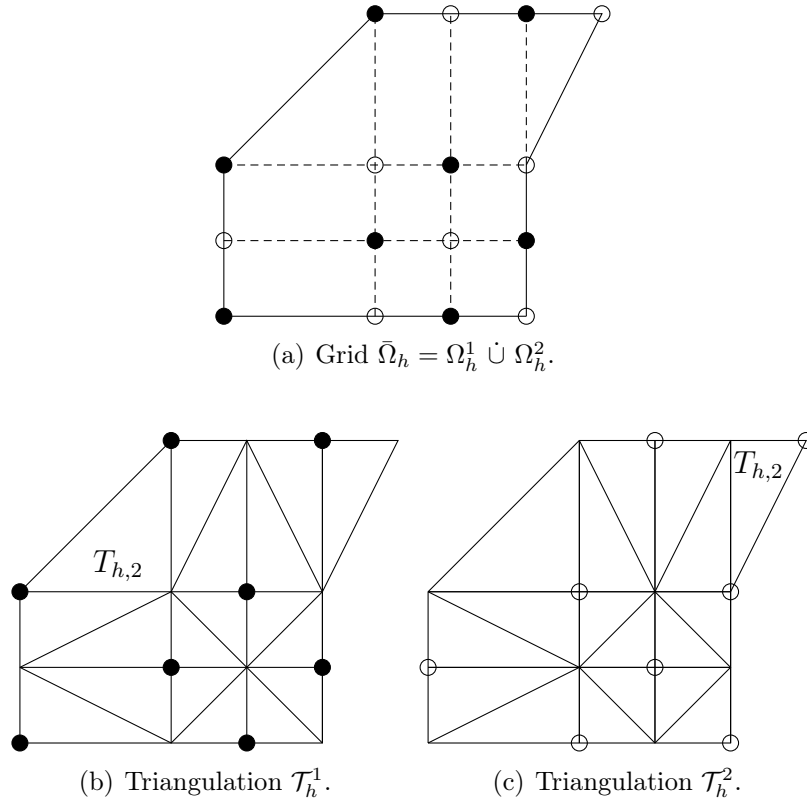 (a) Grid $\bar{\Omega}_h = \Omega_h^1 \mathbin{\dot{\cup}} \Omega_h^2$.
$T_{h,2}$
$T_{h,2}$
(b) Triangulation $\mathcal{T}_h^1$.
(c) Triangulation $\mathcal{T}_h^2$.